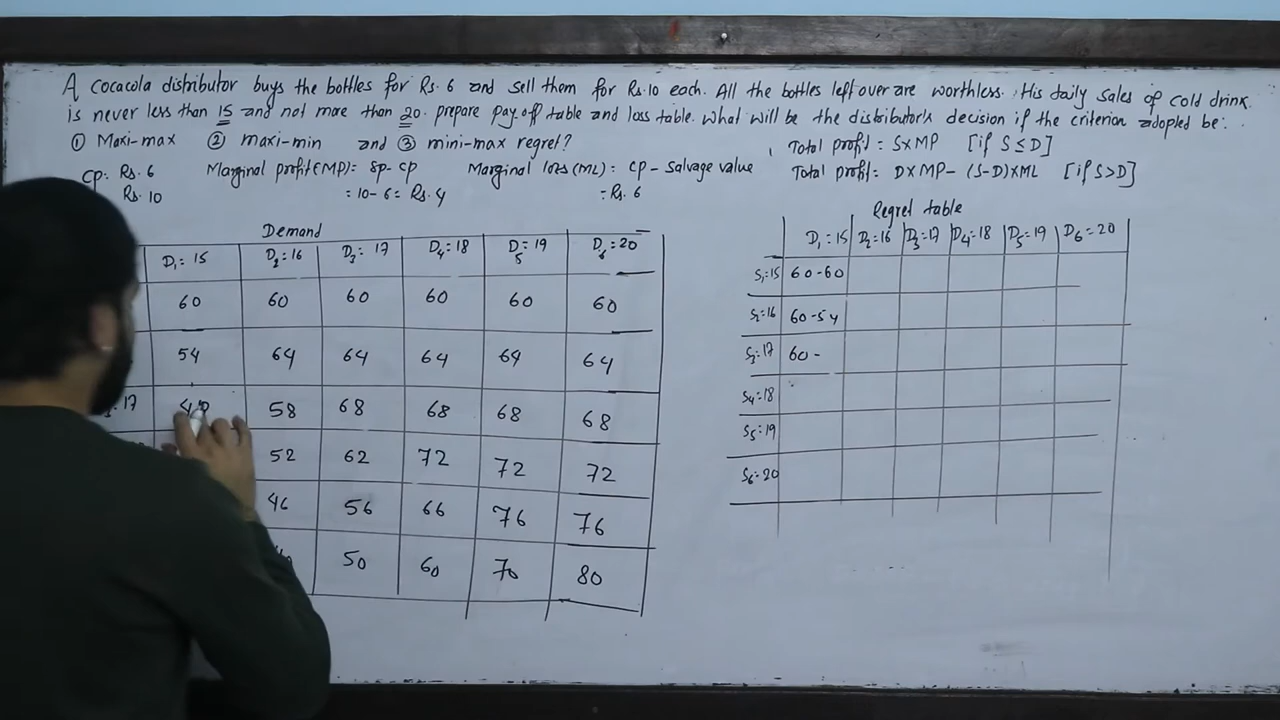 A cocacola distributor buys the bottles for Rs. 6 and sell them for Rs. 10 each. All the bottles left over are worthless. His daily sales of cold drink
is never less than 15 and not more than 20. prepare pay off table and loss table. What will be the distributor's decision if the criterion adopted be:.
① Maxi-max ② maxi-min and ③ mini-max regret?
Total profit = S×MP [if S≤D]
CP: Rs. 6 Marginal profit(MP)= SP - CP Marginal loss(ML)= CP - Salvage value Total profit= D×MP- (S-D)×ML [if S>D]
Rs. 10 = 10-6= Rs. 4 = Rs. 6
Demand
D₁= 15 D₂=16 D₃= 17 D₄=18 D₅= 19 D₆=20
60 60 60 60 60 60
54 64 64 64 64 64
17 58 68 68 68 68
52 62 72 72 72
46 56 66 76 76
50 60 70 80
Regret table
D₁=15 D₂=16 D₃=17 D₄=18 D₅=19 D₆=20
S₁=15 60-60
S₂=16 60-54
S₃=17 60-
S₄=18
S₅=19
S₆=20